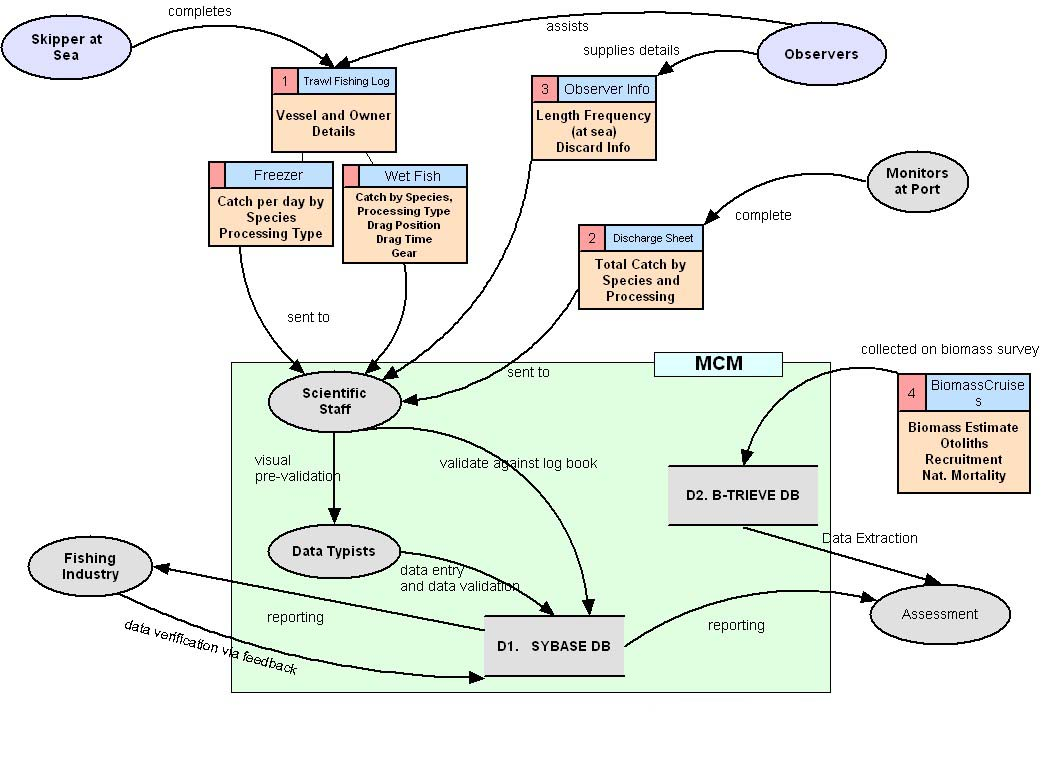 completes
Skipper at
Sea
assists
supplies details
Observers
1 Trawl Fishing Log
Vessel and Owner
Details
3 Observer Info
Length Frequency
(at sea)
Discard Info
Freezer
Catch per day by
Species
Processing Type
Wet Fish
Catch by Species,
Processing Type
Drag Position
Drag Time
Gear
Monitors
at Port
complete
2 Discharge Sheet
Total Catch by
Species and
Processing
sent to
sent to
MCM
collected on biomass survey
4 BiomassCruise
s
Biomass Estimate
Otoliths
Recruitment
Nat. Mortality
Scientific
Staff
visual
pre-validation
validate against log book
D2. B-TRIEVE DB
Data Extraction
Data Typists
data entry
and data validation
Fishing
Industry
reporting
data verification via feedback
D1. SYBASE DB
reporting
Assessment